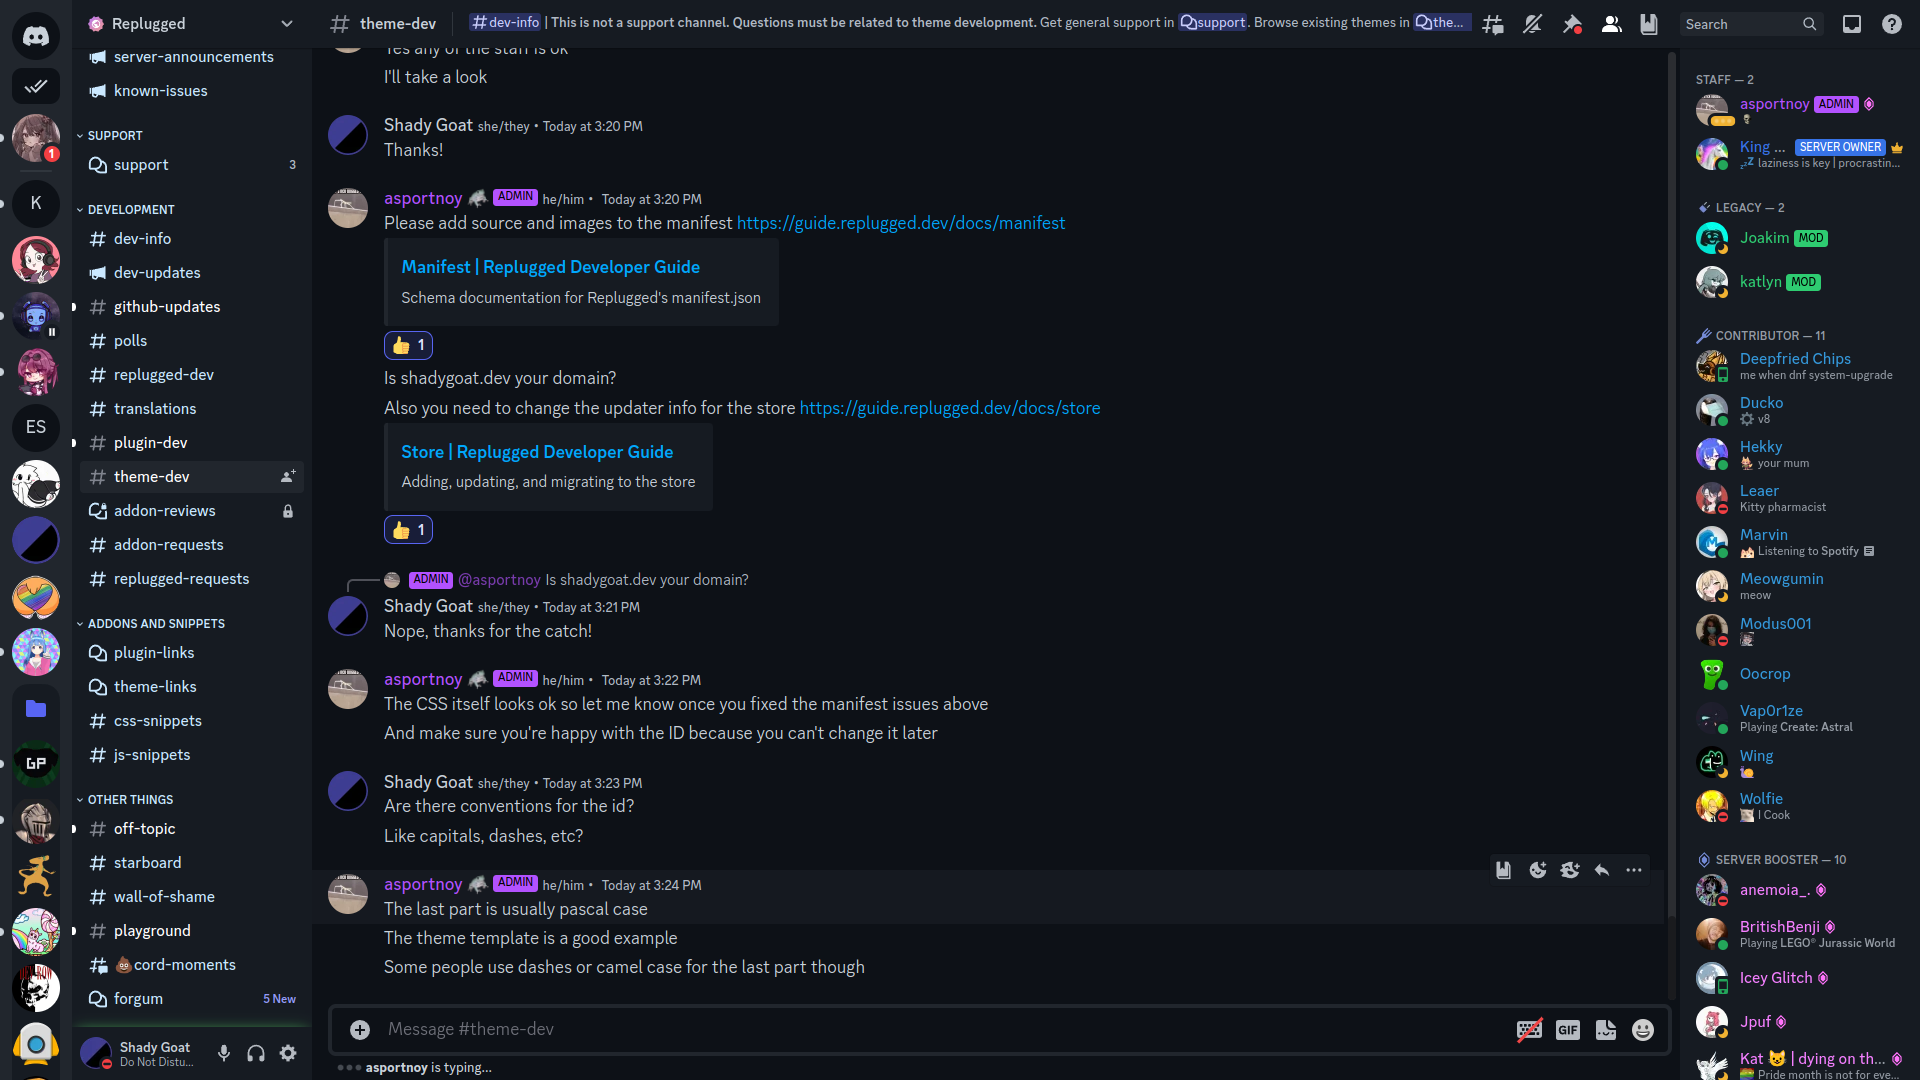 Replugged
theme-dev
dev-info | This is not a support channel. Questions must be related to theme development. Get general support in support. Browse existing themes in the...
Search
server-announcements
known-issues
SUPPORT
support 3
DEVELOPMENT
dev-info
dev-updates
github-updates
polls
replugged-dev
translations
plugin-dev
theme-dev
addon-reviews
addon-requests
replugged-requests
ADDONS AND SNIPPETS
plugin-links
theme-links
css-snippets
js-snippets
OTHER THINGS
off-topic
starboard
wall-of-shame
playground
💩cord-moments
forgum 5 New
Shady Goat
Do Not Distu...
1
K
ES
GP
Yes any of the staff is ok
I'll take a look
Shady Goat she/they • Today at 3:20 PM
Thanks!
asportnoy ADMIN he/him • Today at 3:20 PM
Please add source and images to the manifest https://guide.replugged.dev/docs/manifest
Manifest | Replugged Developer Guide
Schema documentation for Replugged's manifest.json
👍 1
Is shadygoat.dev your domain?
Also you need to change the updater info for the store https://guide.replugged.dev/docs/store
Store | Replugged Developer Guide
Adding, updating, and migrating to the store
👍 1
ADMIN @asportnoy Is shadygoat.dev your domain?
Shady Goat she/they • Today at 3:21 PM
Nope, thanks for the catch!
asportnoy ADMIN he/him • Today at 3:22 PM
The CSS itself looks ok so let me know once you fixed the manifest issues above
And make sure you're happy with the ID because you can't change it later
Shady Goat she/they • Today at 3:23 PM
Are there conventions for the id?
Like capitals, dashes, etc?
asportnoy ADMIN he/him • Today at 3:24 PM
The last part is usually pascal case
The theme template is a good example
Some people use dashes or camel case for the last part though
Message #theme-dev
GIF
asportnoy is typing...
STAFF — 2
asportnoy ADMIN
King ... SERVER OWNER
laziness is key | procrastin...
LEGACY — 2
Joakim MOD
katlyn MOD
CONTRIBUTOR — 11
Deepfried Chips
me when dnf system-upgrade
Ducko
v8
Hekky
your mum
Leaer
Kitty pharmacist
Marvin
Listening to Spotify
Meowgumin
meow
Modus001
Oocrop
Vap0r1ze
Playing Create: Astral
Wing
Wolfie
I Cook
SERVER BOOSTER — 10
anemoia_.
BritishBenji
Playing LEGO® Jurassic World
Icey Glitch
Jpuf
Kat 😺 | dying on th...
Pride month is not for eve...